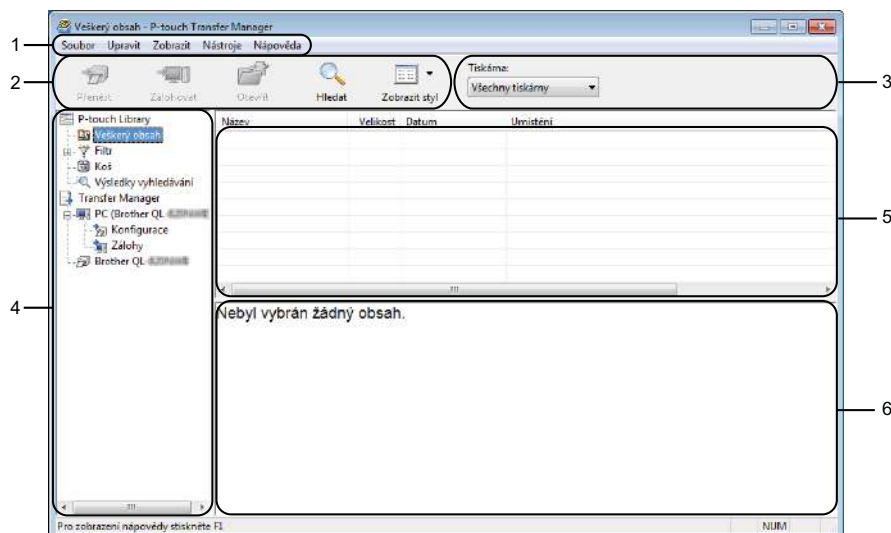 Veškerý obsah - P-touch Transfer Manager
1
Soubor Upravit Zobrazit Nástroje Nápověda
2
Přenést Zálohovat Otevřít Hledat Zobrazit styl
Tiskárna:
Všechny tiskárny
3
P-touch Library
Veškerý obsah
Filtr
Koš
Výsledky vyhledávání
Transfer Manager
PC (Brother QL-
Konfigurace
Zálohy
Brother QL-
4
Název Velikost Datum Umístění
5
Nebyl vybrán žádný obsah.
6
Pro zobrazení nápovědy stiskněte F1
NUM